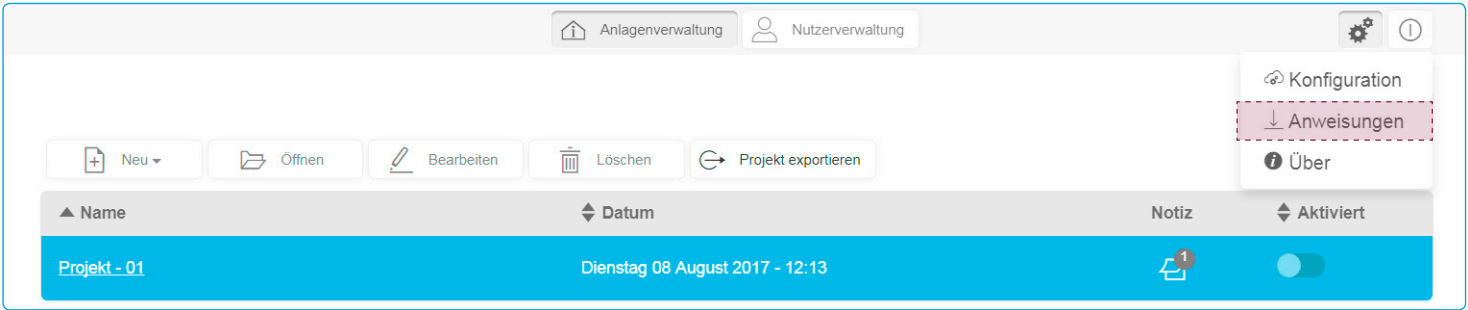 Anlagenverwaltung Nutzerverwaltung
Konfiguration
Anweisungen
Über
Neu Öffnen Bearbeiten Löschen Projekt exportieren
Name Datum Notiz Aktiviert
Projekt - 01 Dienstag 08 August 2017 - 12:13 1